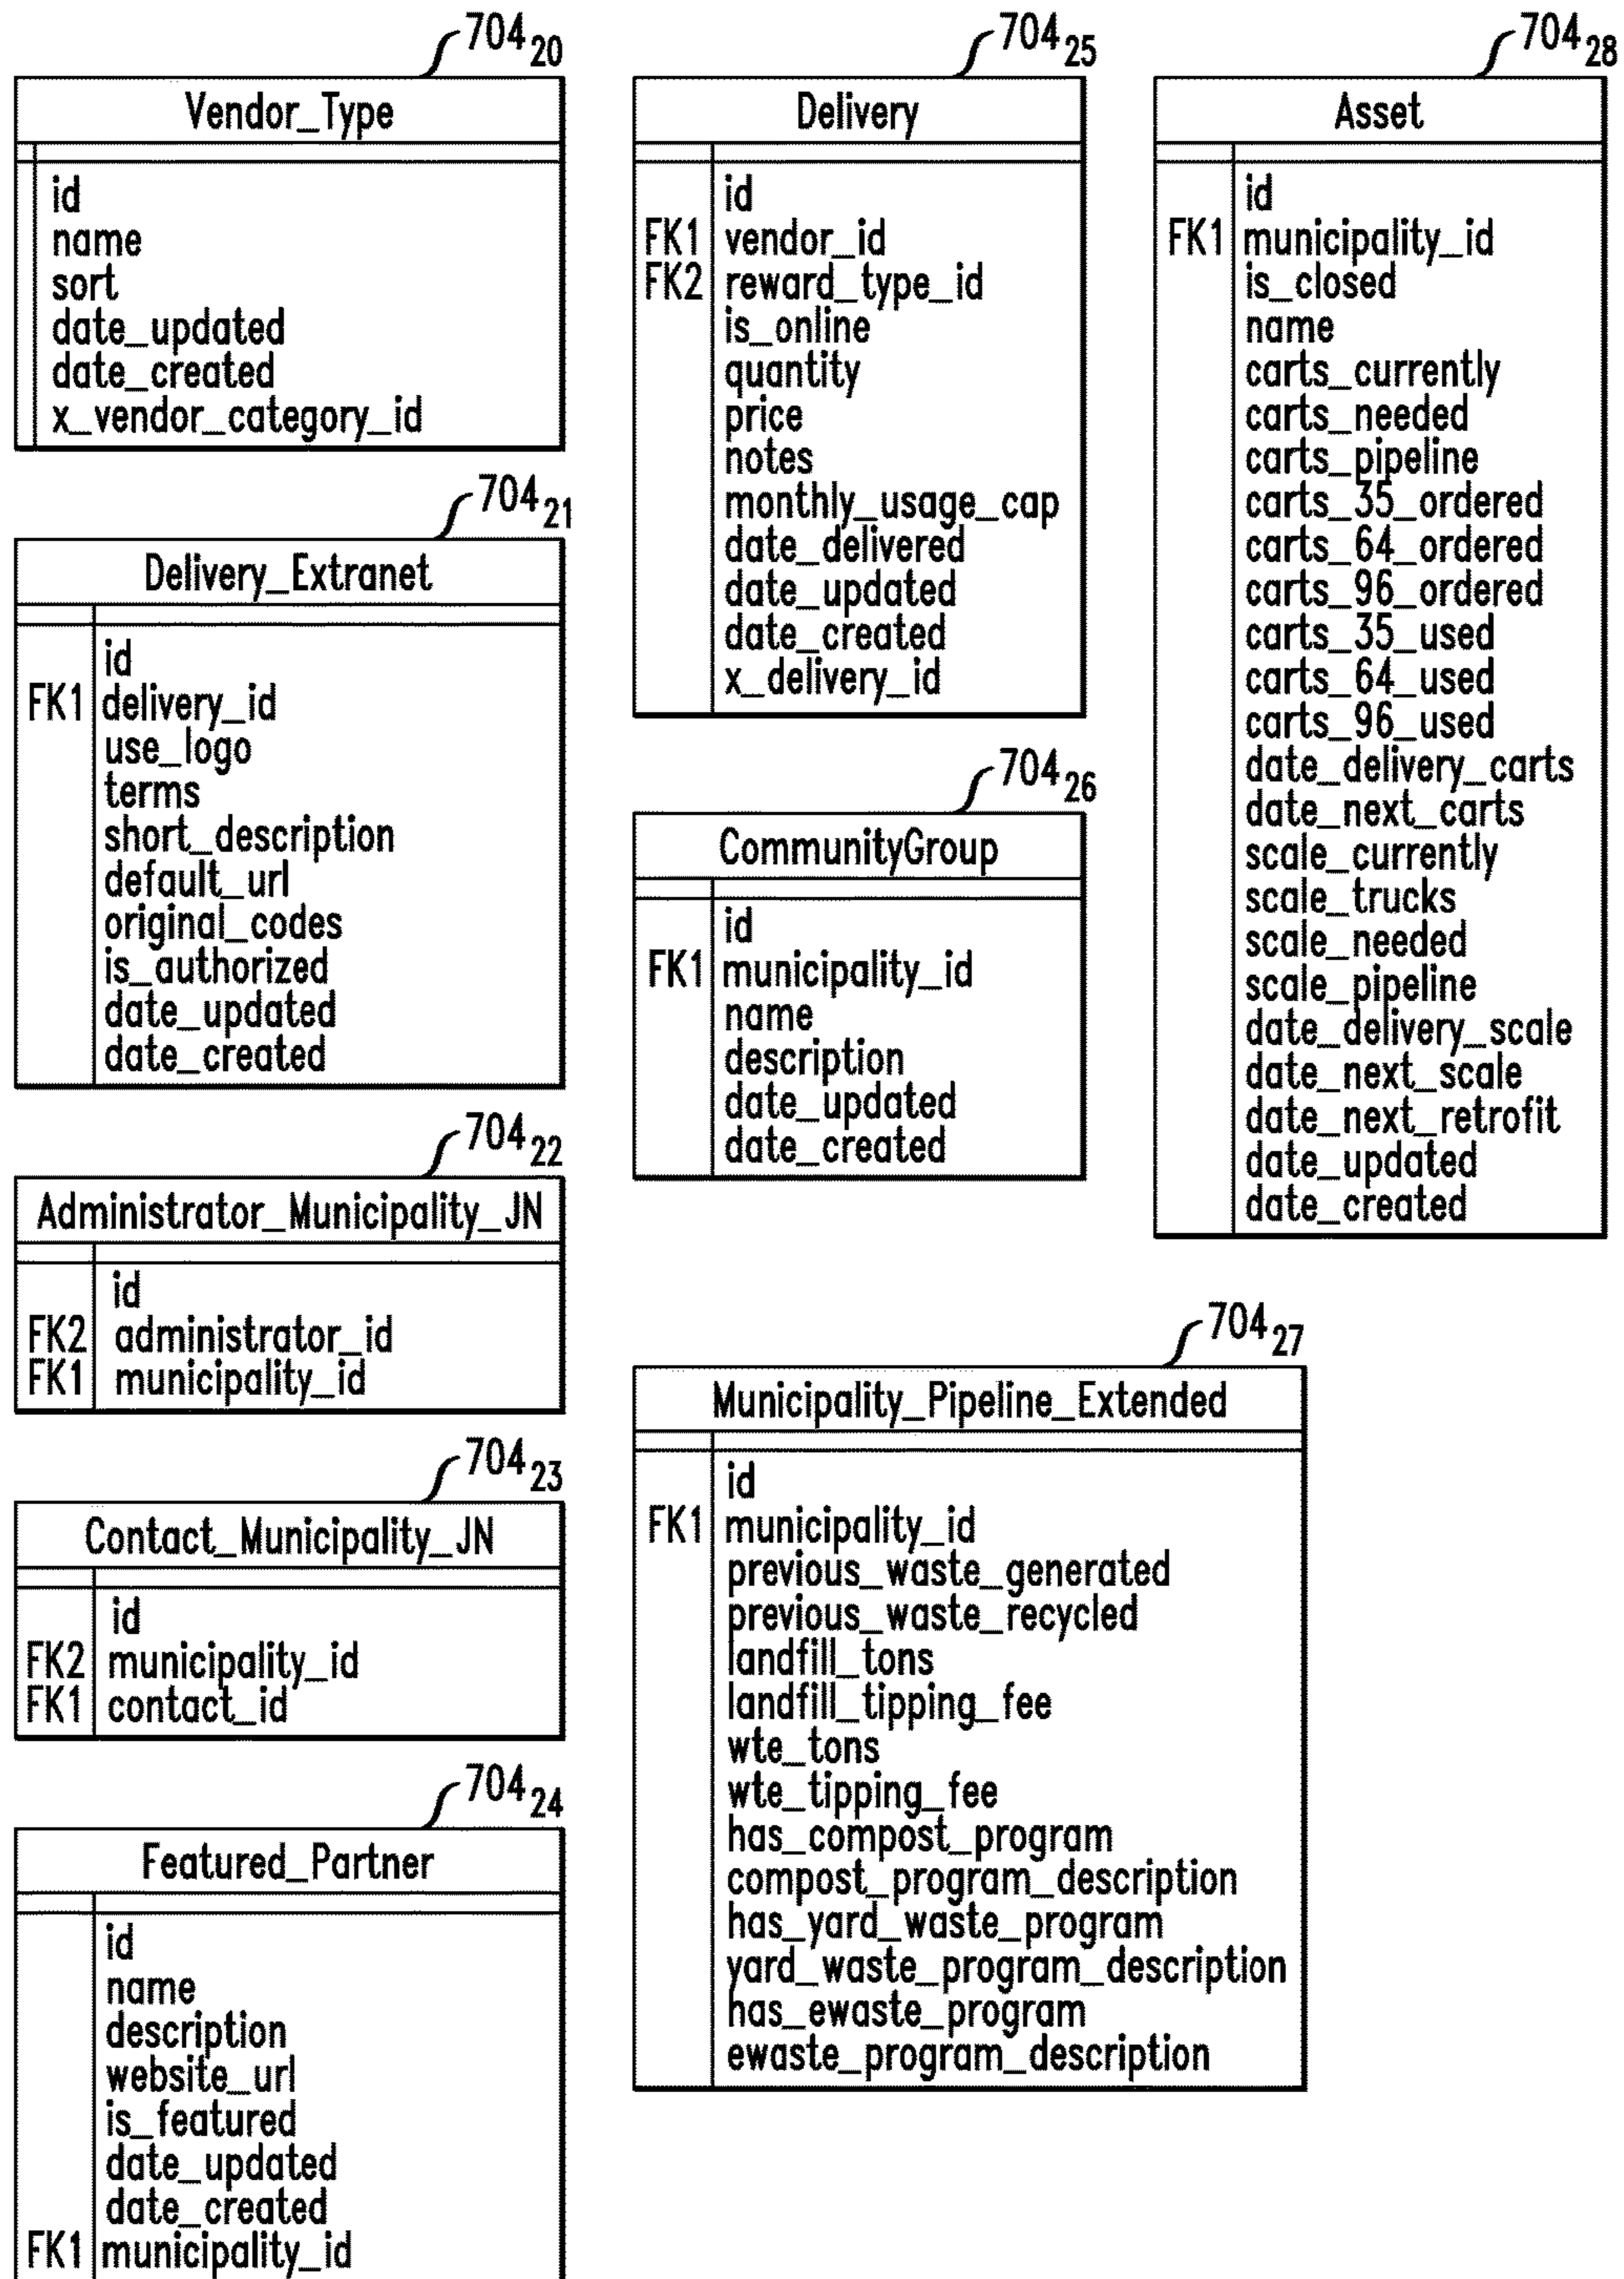 704₂₀
Vendor_Type
id
name
sort
date_updated
date_created
x_vendor_category_id
704₂₁
Delivery_Extranet
id
FK1 delivery_id
use_logo
terms
short_description
default_url
original_codes
is_authorized
date_updated
date_created
704₂₂
Administrator_Municipality_JN
id
FK2 administrator_id
FK1 municipality_id
704₂₃
Contact_Municipality_JN
id
FK2 municipality_id
FK1 contact_id
704₂₄
Featured_Partner
id
name
description
website_url
is_featured
date_updated
date_created
FK1 municipality_id
704₂₅
Delivery
id
FK1 vendor_id
FK2 reward_type_id
is_online
quantity
price
notes
monthly_usage_cap
date_delivered
date_updated
date_created
x_delivery_id
704₂₆
CommunityGroup
id
FK1 municipality_id
name
description
date_updated
date_created
704₂₇
Municipality_Pipeline_Extended
id
FK1 municipality_id
previous_waste_generated
previous_waste_recycled
landfill_tons
landfill_tipping_fee
wte_tons
wte_tipping_fee
has_compost_program
compost_program_description
has_yard_waste_program
yard_waste_program_description
has_ewaste_program
ewaste_program_description
704₂₈
Asset
id
FK1 municipality_id
is_closed
name
carts_currently
carts_needed
carts_pipeline
carts_35_ordered
carts_64_ordered
carts_96_ordered
carts_35_used
carts_64_used
carts_96_used
date_delivery_carts
date_next_carts
scale_currently
scale_trucks
scale_needed
scale_pipeline
date_delivery_scale
date_next_scale
date_next_retrofit
date_updated
date_created